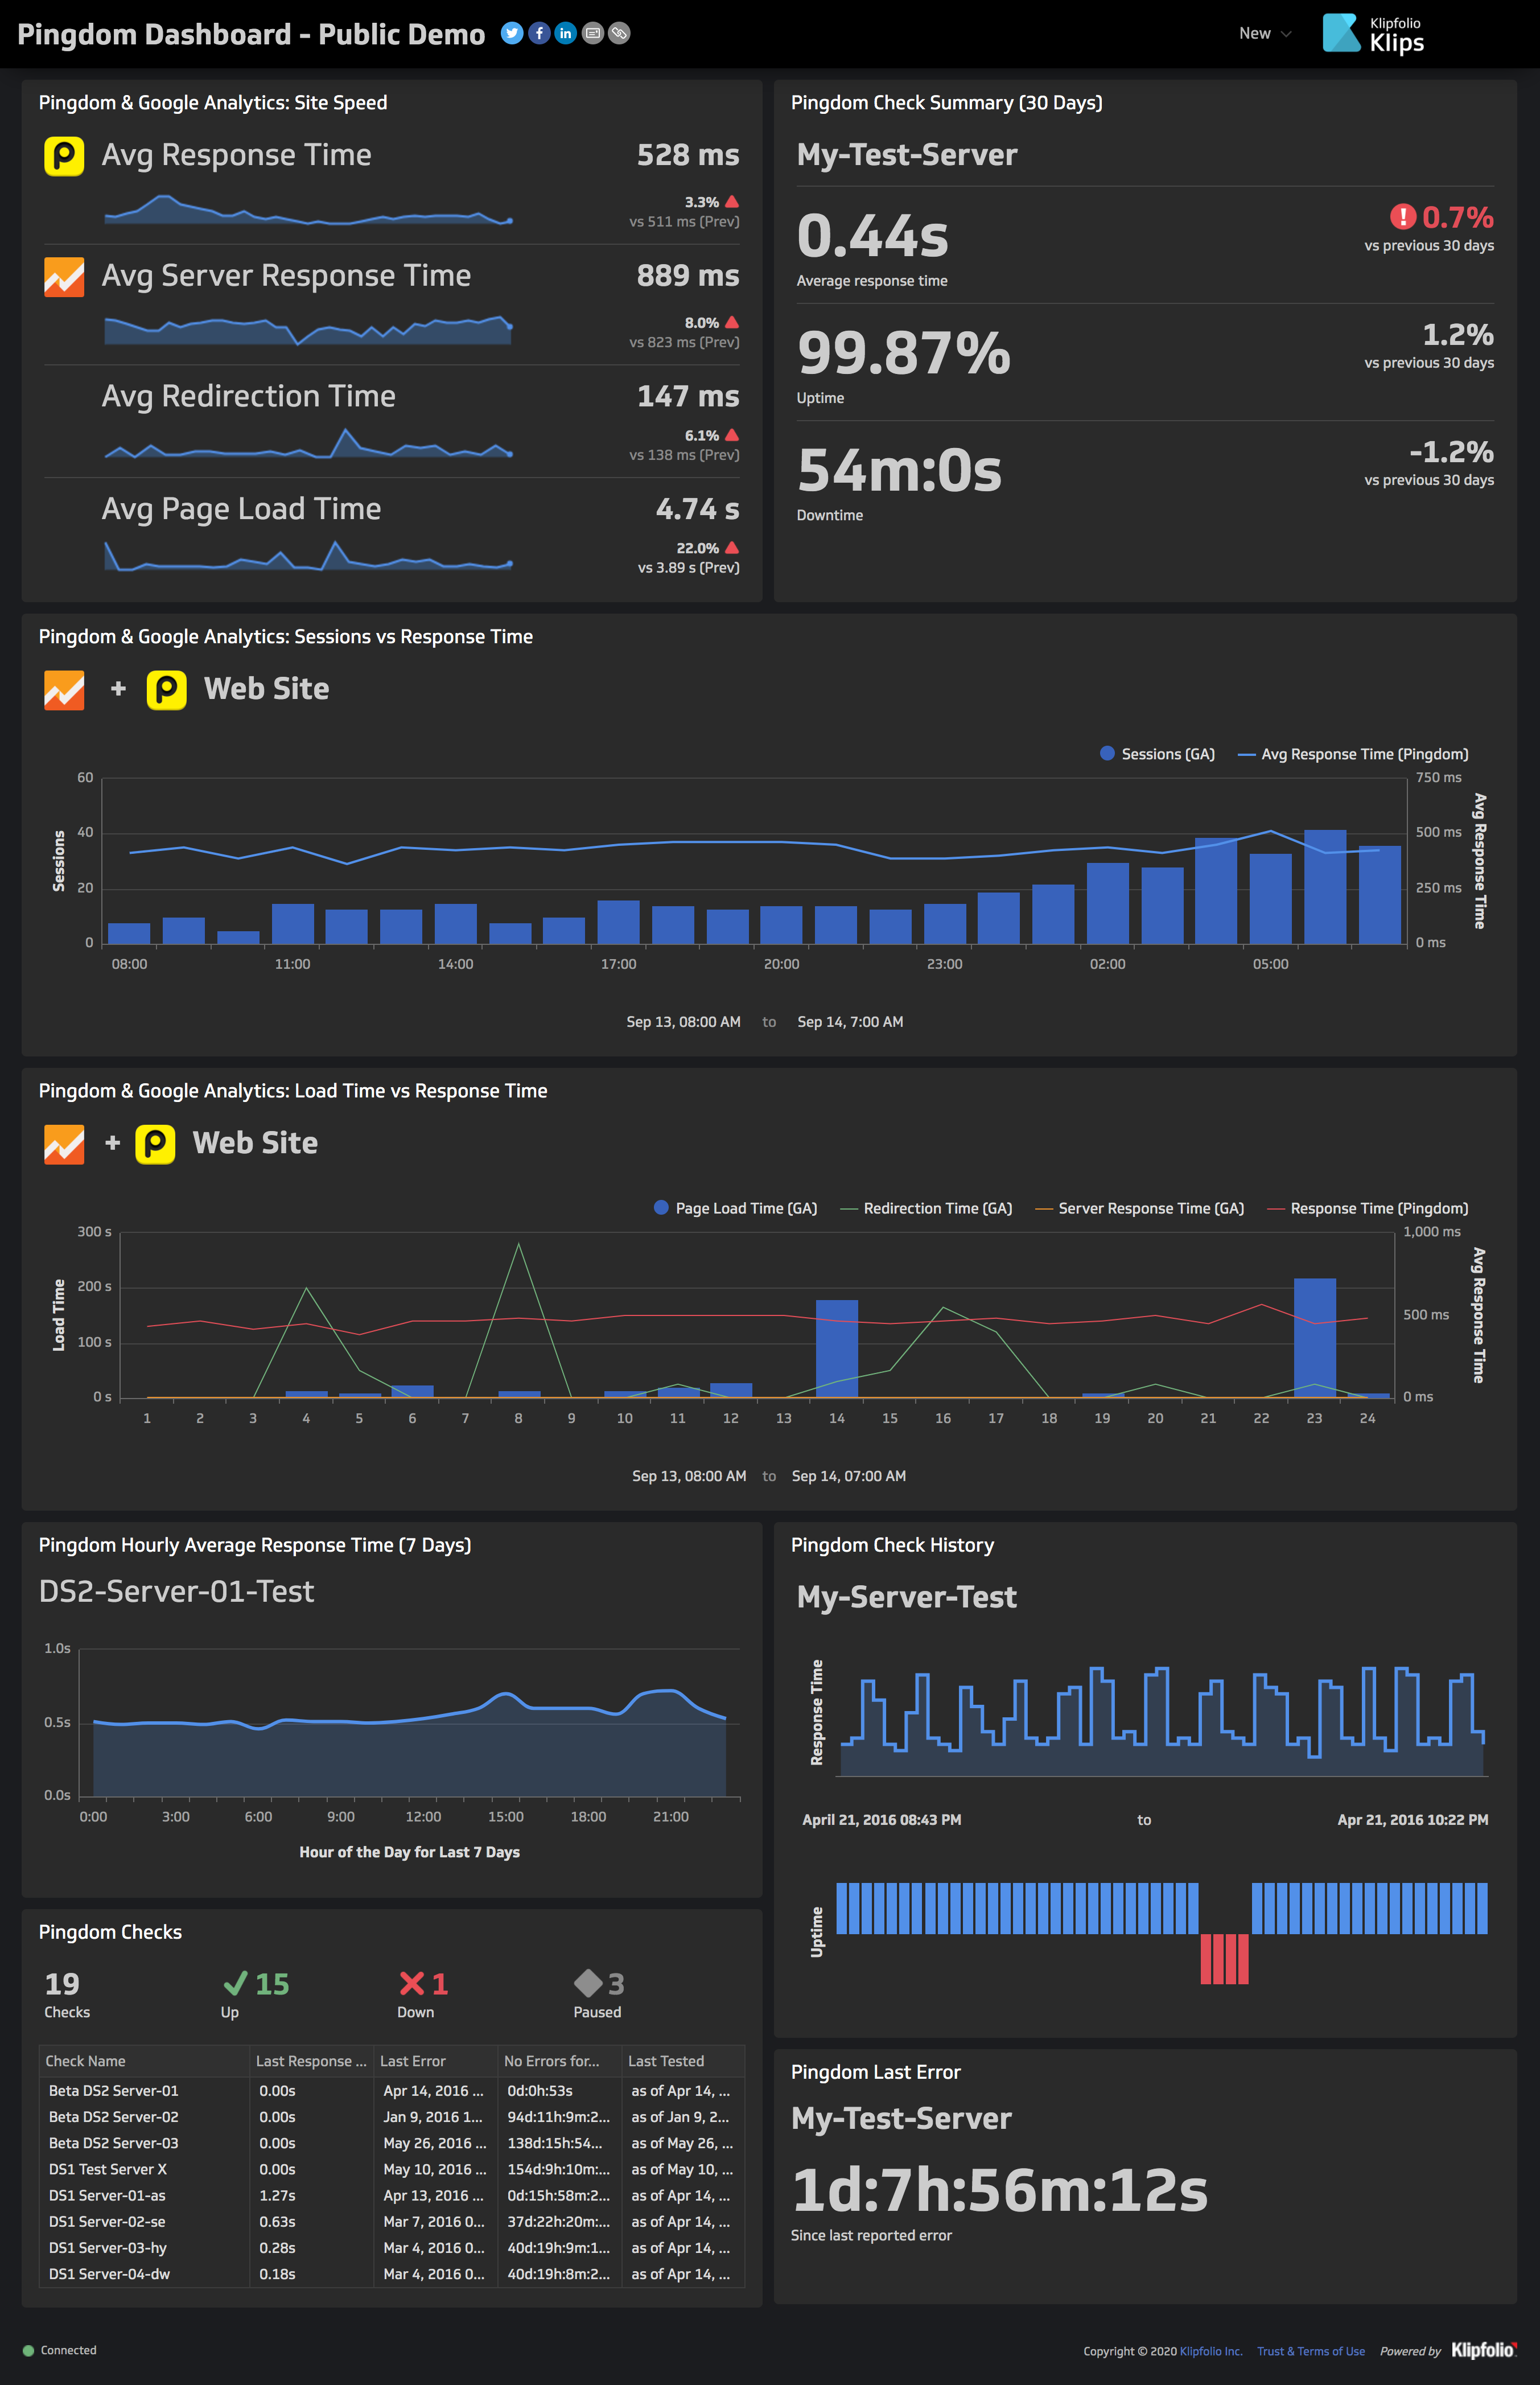 Pingdom Dashboard - Public Demo
New
Klipfolio
Klips
Pingdom & Google Analytics: Site Speed
Avg Response Time 528 ms
3.3%
vs 511 ms (Prev)
Avg Server Response Time 889 ms
8.0%
vs 823 ms (Prev)
Avg Redirection Time 147 ms
6.1%
vs 138 ms (Prev)
Avg Page Load Time 4.74 s
22.0%
vs 3.89 s (Prev)
Pingdom Check Summary (30 Days)
My-Test-Server
0.44s 0.7%
vs previous 30 days
Average response time
99.87% 1.2%
vs previous 30 days
Uptime
54m:0s -1.2%
vs previous 30 days
Downtime
Pingdom & Google Analytics: Sessions vs Response Time
+ Web Site
Sessions (GA) Avg Response Time (Pingdom)
60 750 ms
40 500 ms
20 250 ms
0 0 ms
Sessions
Avg Response Time
08:00 11:00 14:00 17:00 20:00 23:00 02:00 05:00
Sep 13, 08:00 AM to Sep 14, 7:00 AM
Pingdom & Google Analytics: Load Time vs Response Time
+ Web Site
Page Load Time (GA) Redirection Time (GA) Server Response Time (GA) Response Time (Pingdom)
300 s 1,000 ms
200 s
500 ms
100 s
0 s 0 ms
Load Time
Avg Response Time
1 2 3 4 5 6 7 8 9 10 11 12 13 14 15 16 17 18 19 20 21 22 23 24
Sep 13, 08:00 AM to Sep 14, 07:00 AM
Pingdom Hourly Average Response Time (7 Days)
DS2-Server-01-Test
1.0s
0.5s
0.0s
0:00 3:00 6:00 9:00 12:00 15:00 18:00 21:00
Hour of the Day for Last 7 Days
Pingdom Check History
My-Server-Test
Response Time
April 21, 2016 08:43 PM to Apr 21, 2016 10:22 PM
Uptime
Pingdom Checks
19 15 1 3
Checks Up Down Paused
Check Name Last Response ... Last Error No Errors for... Last Tested
Beta DS2 Server-01 0.00s Apr 14, 2016 ... 0d:0h:53s as of Apr 14, ...
Beta DS2 Server-02 0.00s Jan 9, 2016 1... 94d:11h:9m:2... as of Jan 9, 2...
Beta DS2 Server-03 0.00s May 26, 2016 ... 138d:15h:54... as of May 26, ...
DS1 Test Server X 0.00s May 10, 2016 ... 154d:9h:10m:... as of May 10, ...
DS1 Server-01-as 1.27s Apr 13, 2016 ... 0d:15h:58m:2... as of Apr 14, ...
DS1 Server-02-se 0.63s Mar 7, 2016 0... 37d:22h:20m:... as of Apr 14, ...
DS1 Server-03-hy 0.28s Mar 4, 2016 0... 40d:19h:9m:1... as of Apr 14, ...
DS1 Server-04-dw 0.18s Mar 4, 2016 0... 40d:19h:8m:2... as of Apr 14, ...
Pingdom Last Error
My-Test-Server
1d:7h:56m:12s
Since last reported error
Connected
Copyright © 2020 Klipfolio Inc. Trust & Terms of Use Powered by Klipfolio